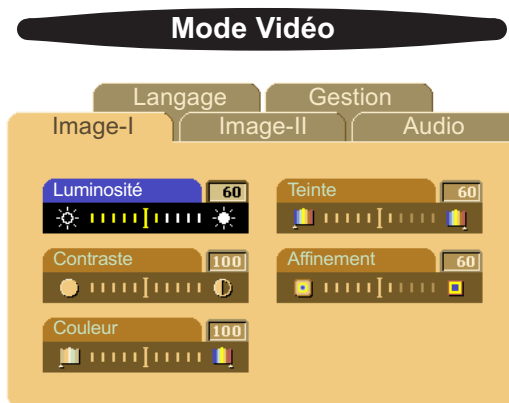 Mode Vidéo
Langage Gestion
Image-I Image-II Audio
Luminosité 60 Teinte 60
Contraste 100 Affinement 60
Couleur 100